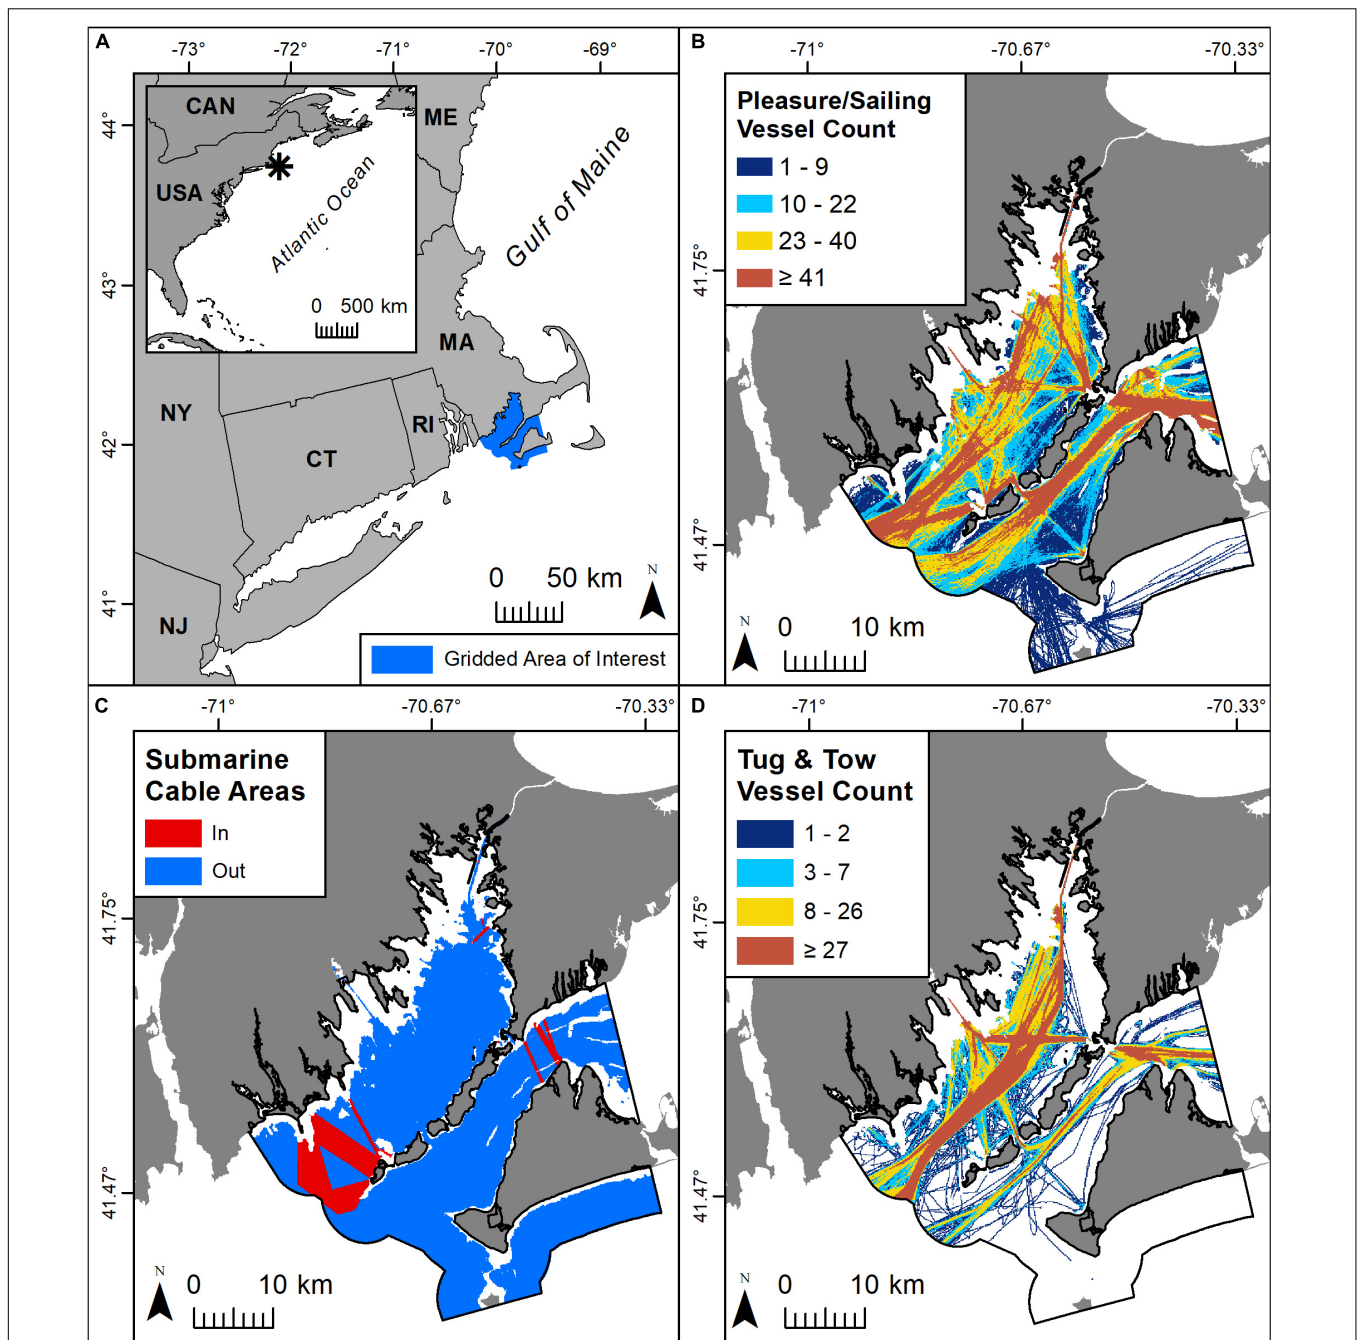 A
-73°
-72°
-71°
-70°
-69°
44°
43°
42°
41°
CAN
USA
Atlantic Ocean
0 500 km
ME
Gulf of Maine
MA
NY
CT
RI
NJ
0 50 km
N
Gridded Area of Interest
B
-71°
-70.67°
-70.33°
Pleasure/Sailing
Vessel Count
1 - 9
10 - 22
23 - 40
≥ 41
41.75°
41.47°
N
0 10 km
C
-71°
-70.67°
-70.33°
Submarine
Cable Areas
In
Out
41.75°
41.47°
N
0 10 km
D
-71°
-70.67°
-70.33°
Tug & Tow
Vessel Count
1 - 2
3 - 7
8 - 26
≥ 27
41.75°
41.47°
N
0 10 km